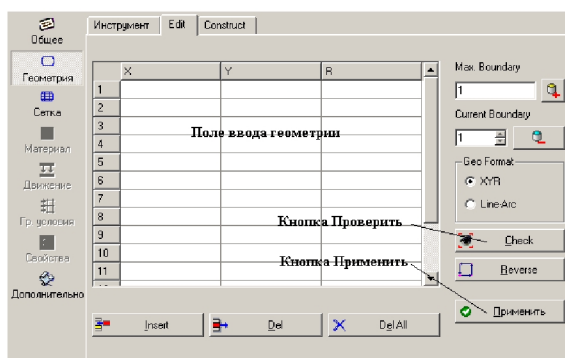 Общее
Геометрия
Сетка
Материал
Движение
Гр. условия
Свойства
Дополнительно
Инструмент Edit Construct
X Y R
1
2
3
4
5
6
7
8
9
10
11
Поле ввода геометрии
Кнопка Проверить
Кнопка Применить
Insert Del Del All
Max. Boundary
1
Current Boundary
1
Geo Format
XYR
Line-Arc
Check
Reverse
Применить